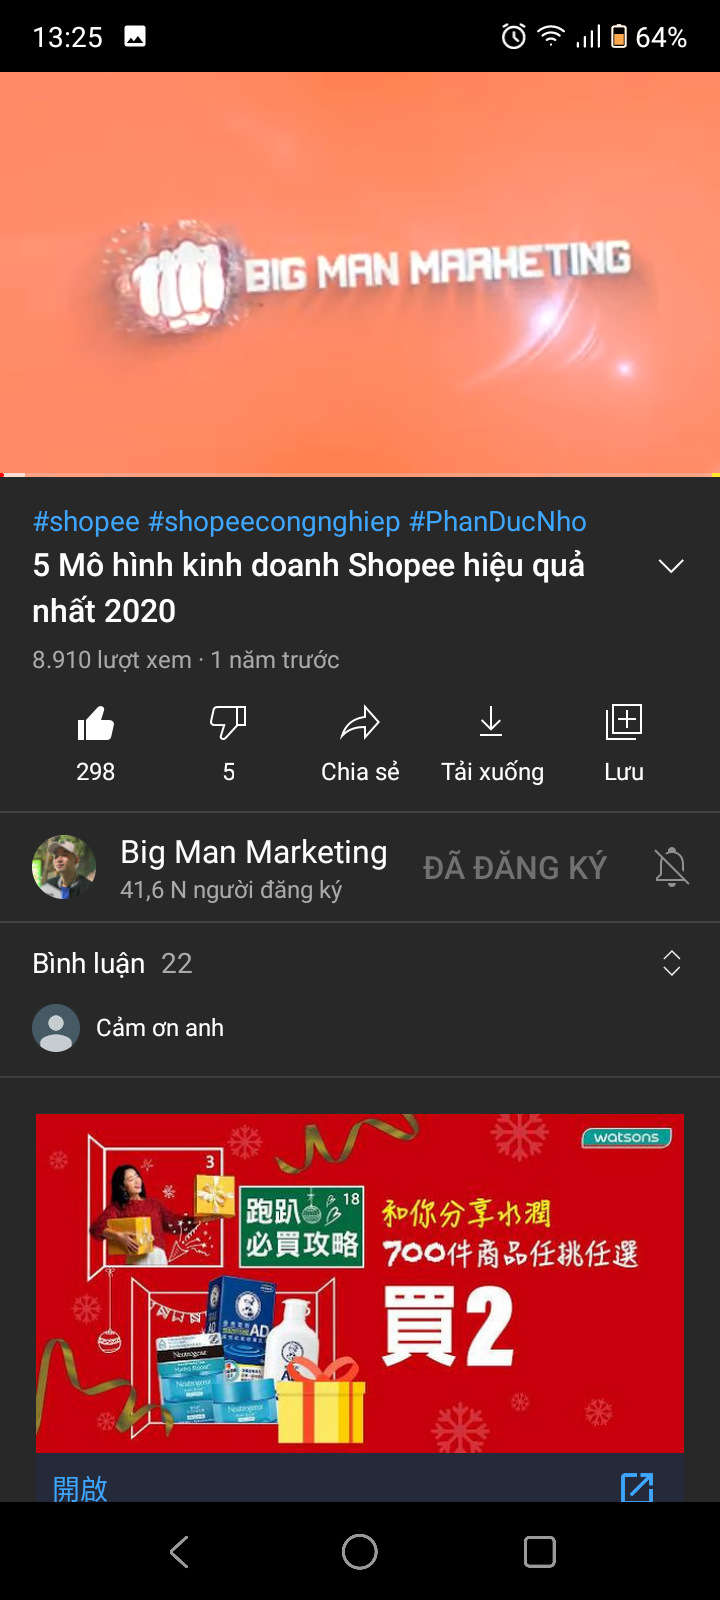 13:25
64%
BIG MAN MARKETING
#shopee #shopeecongnghiep #PhanDucNho
5 Mô hình kinh doanh Shopee hiệu quả
nhất 2020
8.910 lượt xem · 1 năm trước
298
5
Chia sẻ
Tải xuống
Lưu
Big Man Marketing
41,6 N người đăng ký
ĐÃ ĐĂNG KÝ
Bình luận 22
Cảm ơn anh
watsons
3
18
跑趴
必買攻略
和你分享水潤
700件商品任挑任選
買2
AD
Neutrogena
Neutrogena
開啟